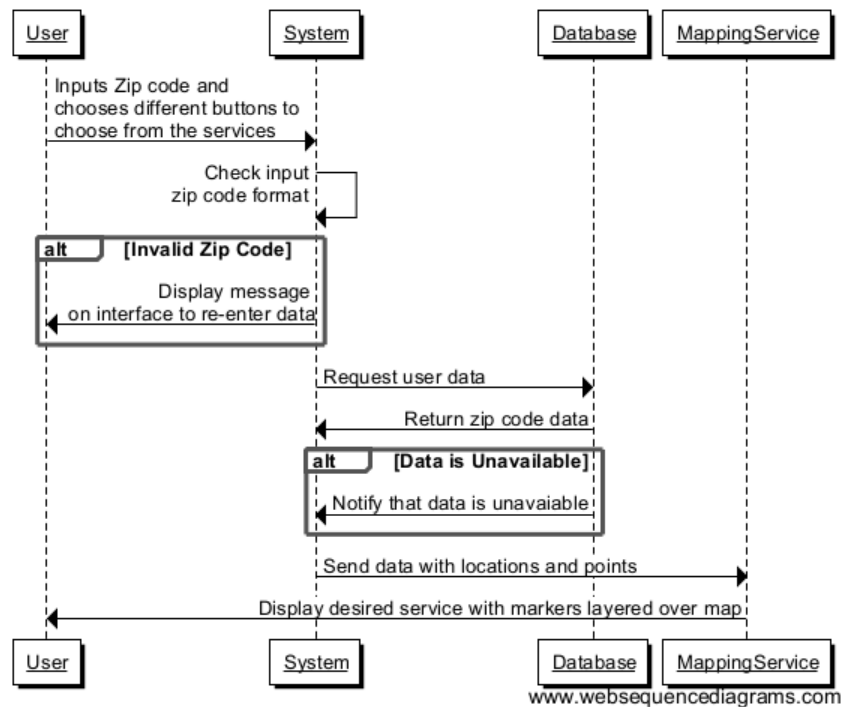 User
System
Database
MappingService
Inputs Zip code and
chooses different buttons to
choose from the services
Check input
zip code format
alt
[Invalid Zip Code]
Display message
on interface to re-enter data
Request user data
Return zip code data
alt
[Data is Unavailable]
Notify that data is unavaiable
Send data with locations and points
Display desired service with markers layered over map
User
System
Database
MappingService
www.websequencediagrams.com